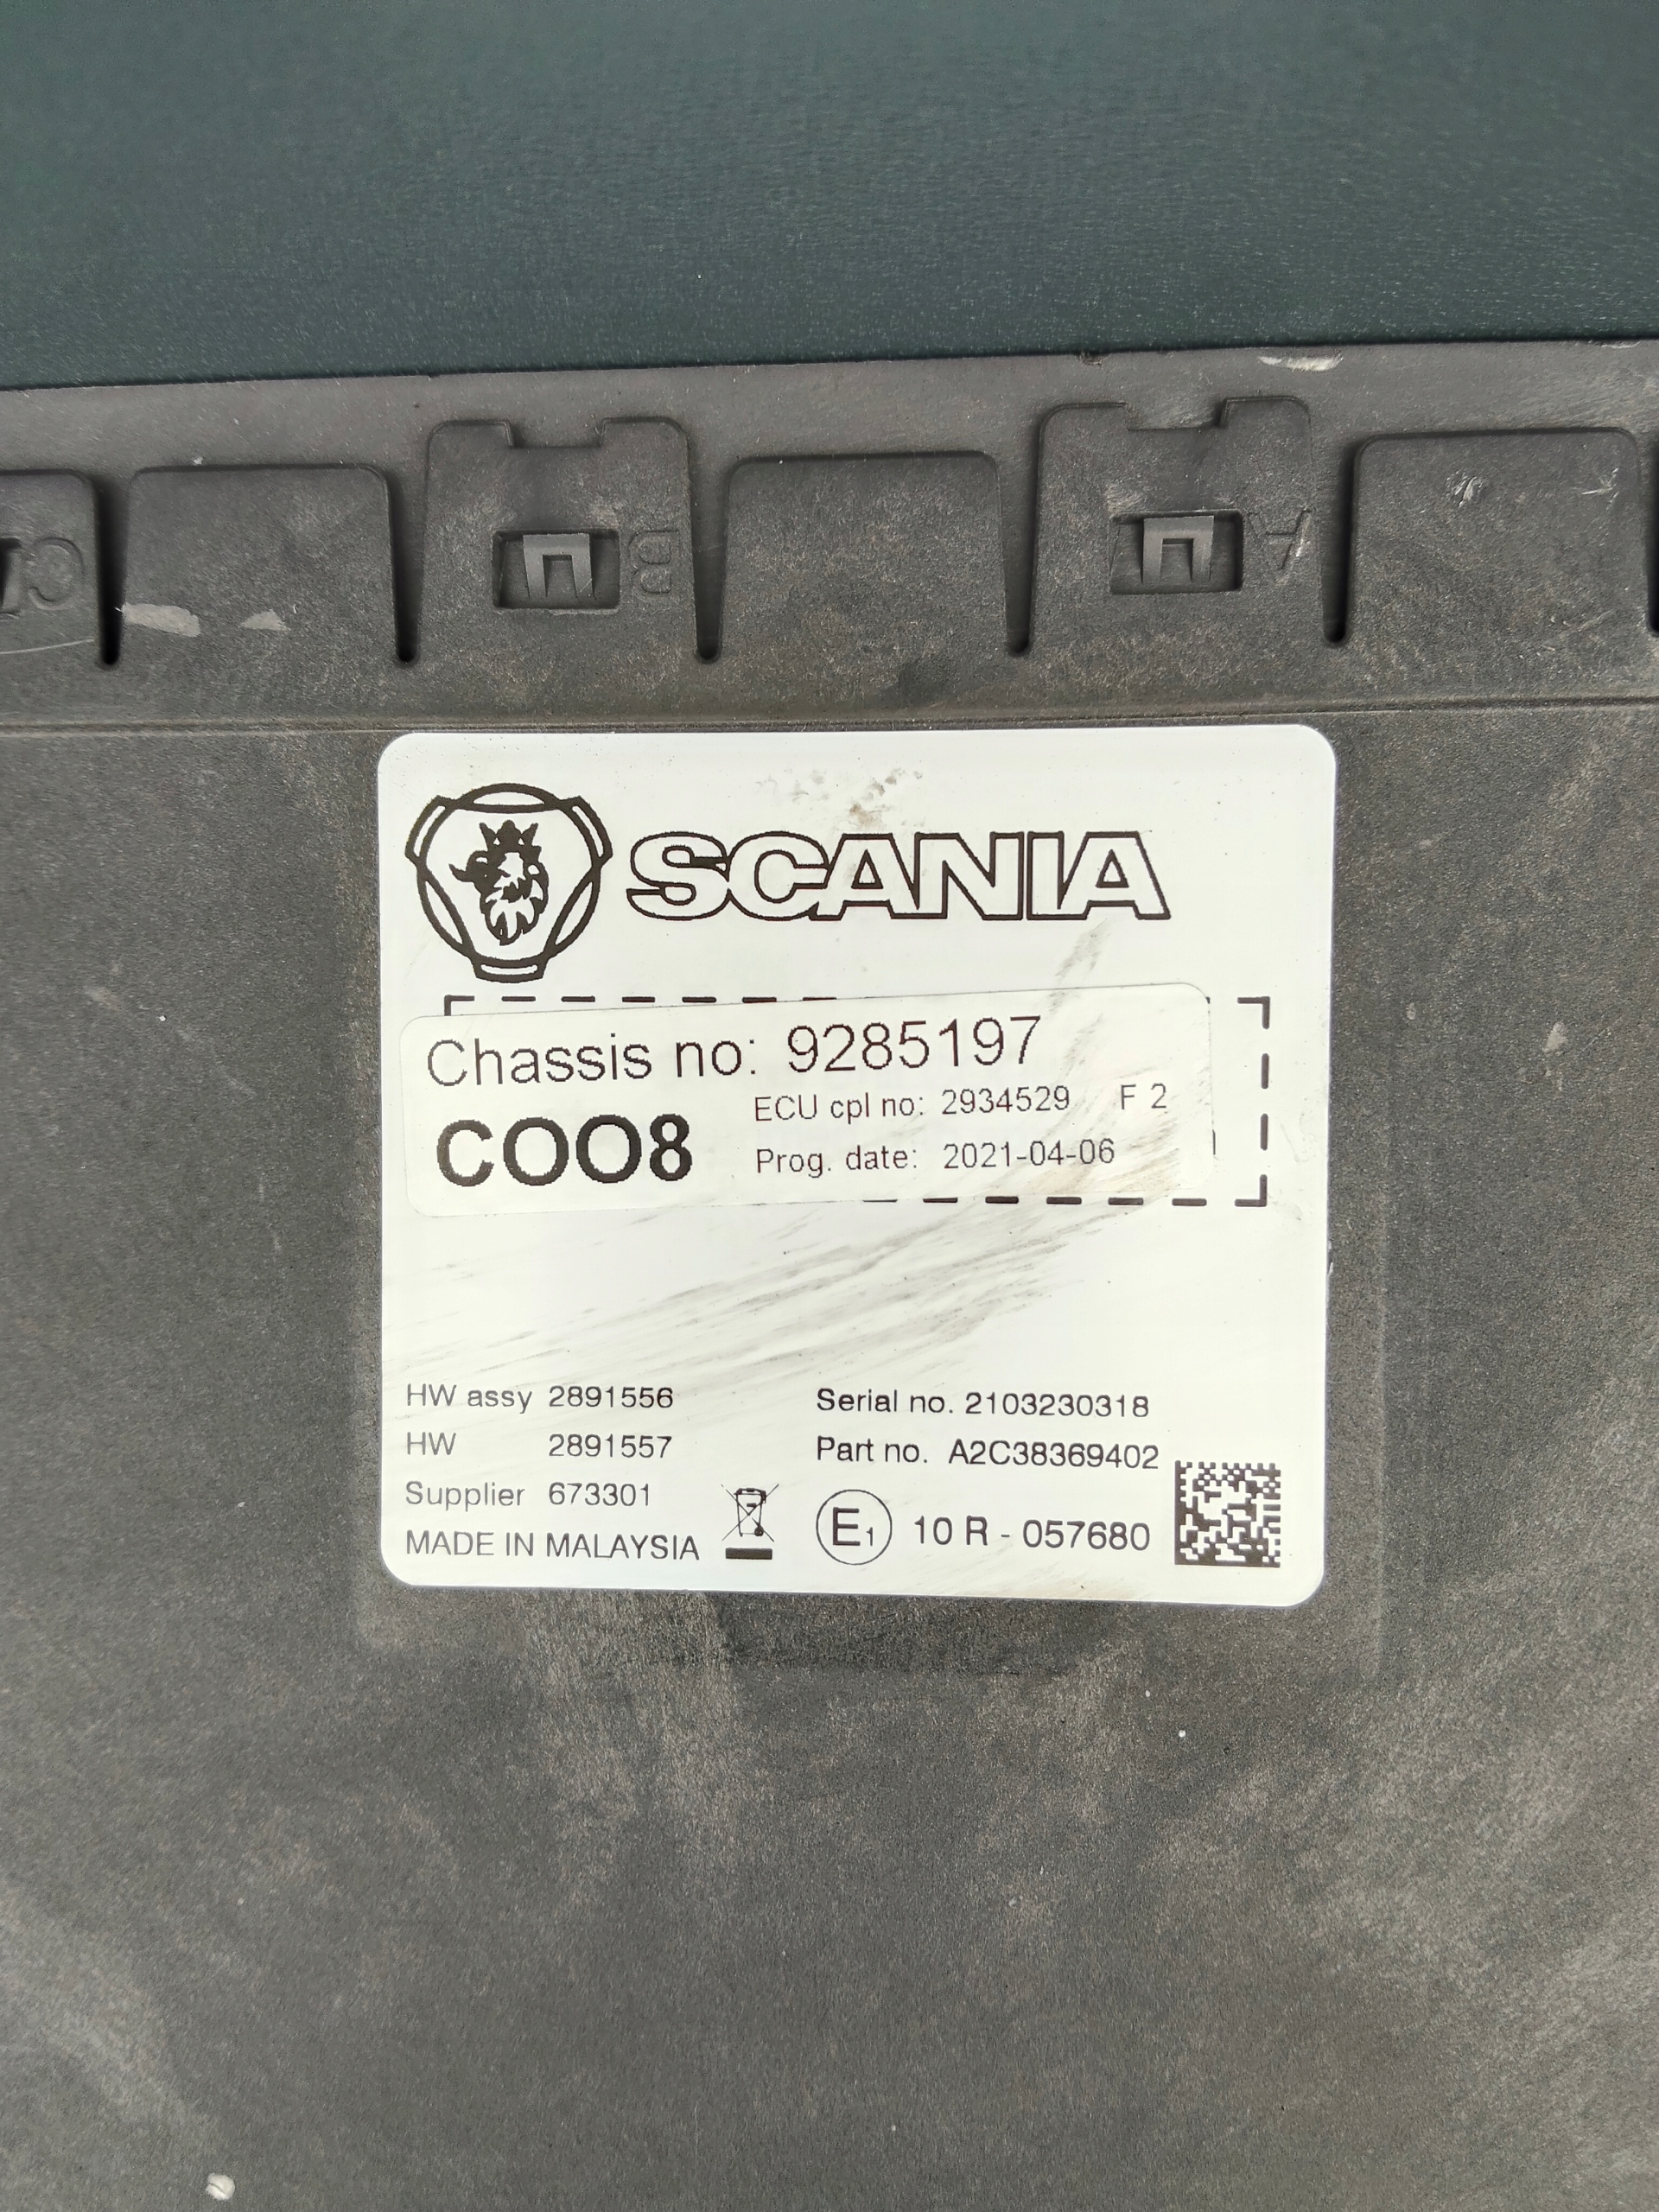 C
B
A
SCANIA
Chassis no: 9285197
ECU cpl no: 2934529 F 2
COO8
Prog. date: 2021-04-06
HW assy 2891556
Serial no. 2103230318
HW 2891557
Part no. A2C38369402
Supplier 673301
MADE IN MALAYSIA
E1 10 R - 057680